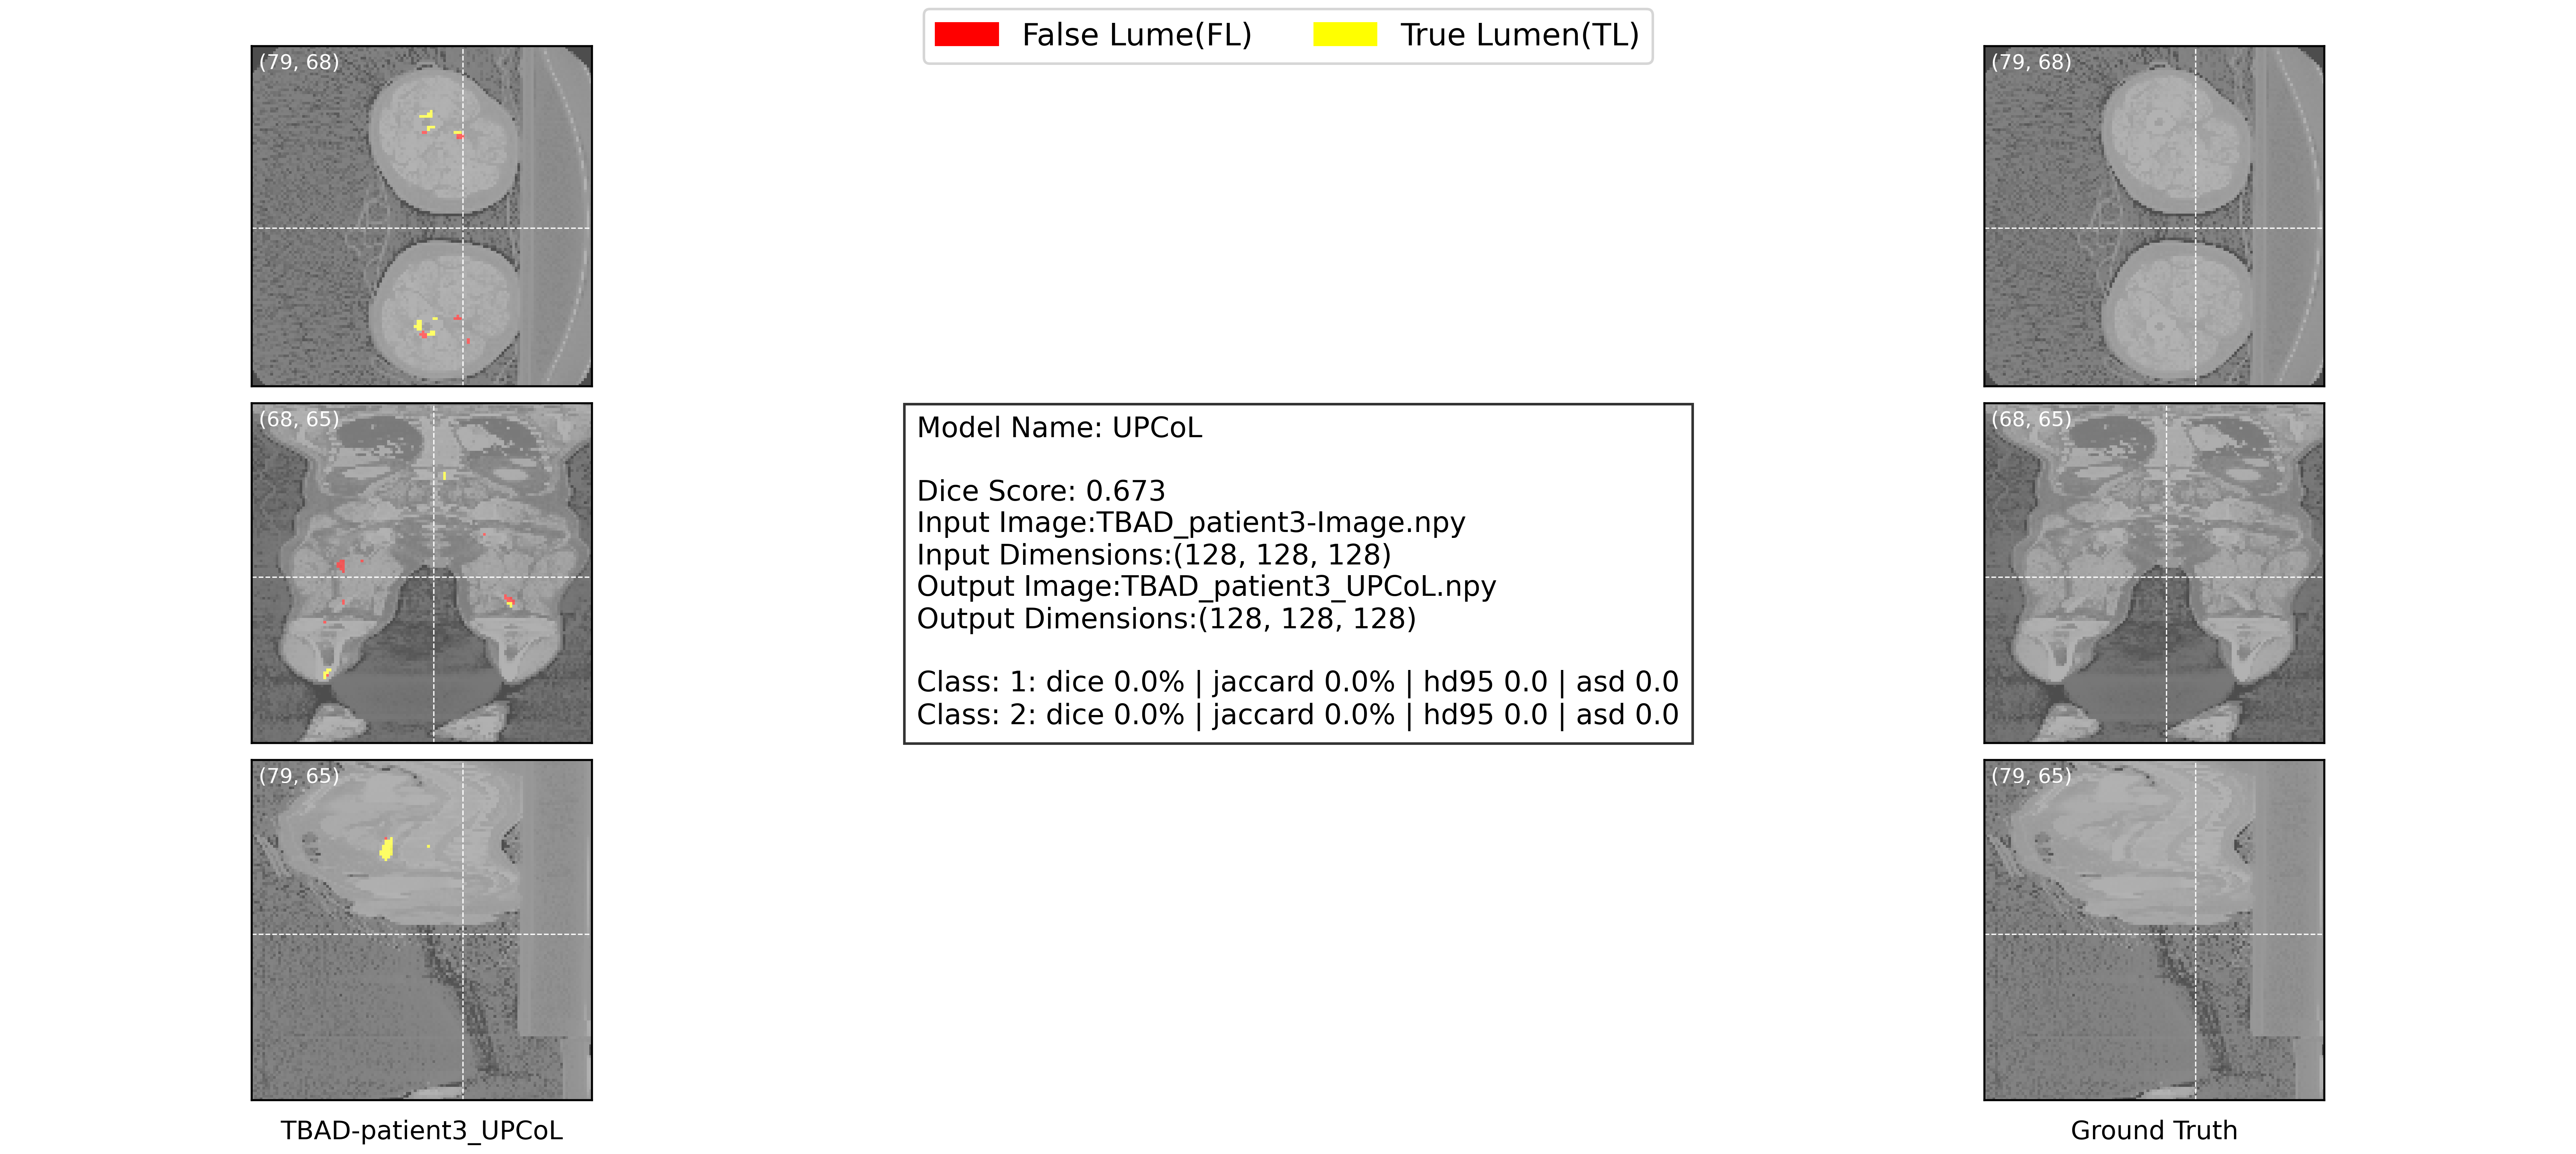 False Lume(FL)
True Lumen(TL)
(79, 68)
(79, 68)
(68, 65)
Model Name: UPCoL
Dice Score: 0.673
Input Image:TBAD_patient3-Image.npy
Input Dimensions:(128, 128, 128)
Output Image:TBAD_patient3_UPCoL.npy
Output Dimensions:(128, 128, 128)
Class: 1: dice 0.0% | jaccard 0.0% | hd95 0.0 | asd 0.0
Class: 2: dice 0.0% | jaccard 0.0% | hd95 0.0 | asd 0.0
(68, 65)
(79, 65)
(79, 65)
TBAD-patient3_UPCoL
Ground Truth